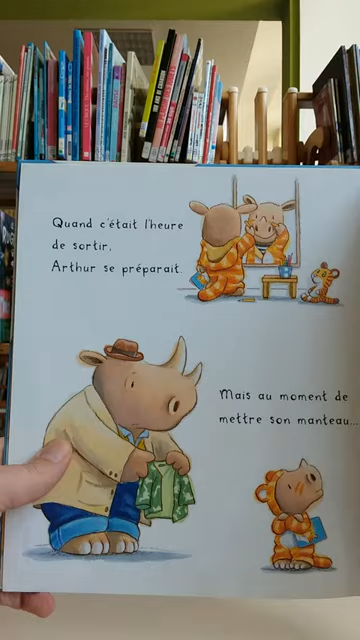 Quand c'était l'heure
de sortir,
Arthur se préparait.
Mais au moment de
mettre son manteau...